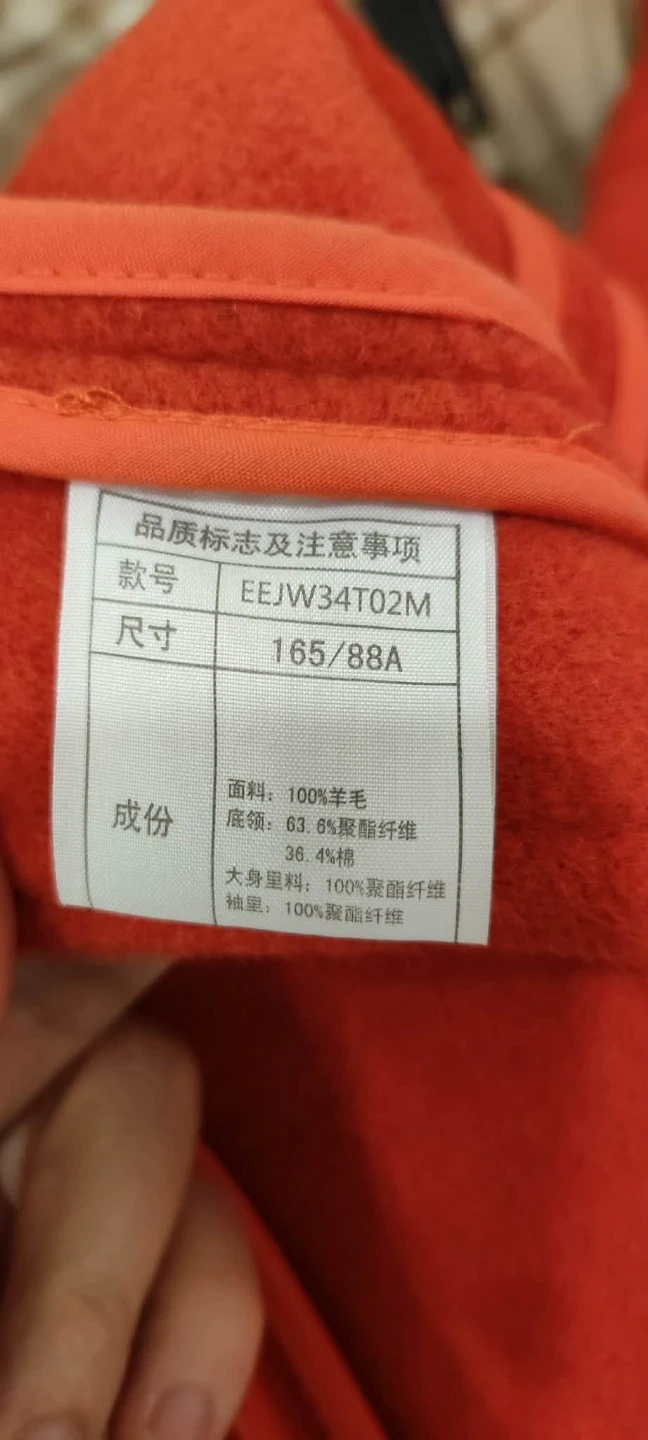 品质标志及注意事项
款号 EEJW34T02M
尺寸 165/88A
成份
面料：100%羊毛
底领：63.6%聚酯纤维
36.4%棉
大身里料：100%聚酯纤维
袖里：100%聚酯纤维